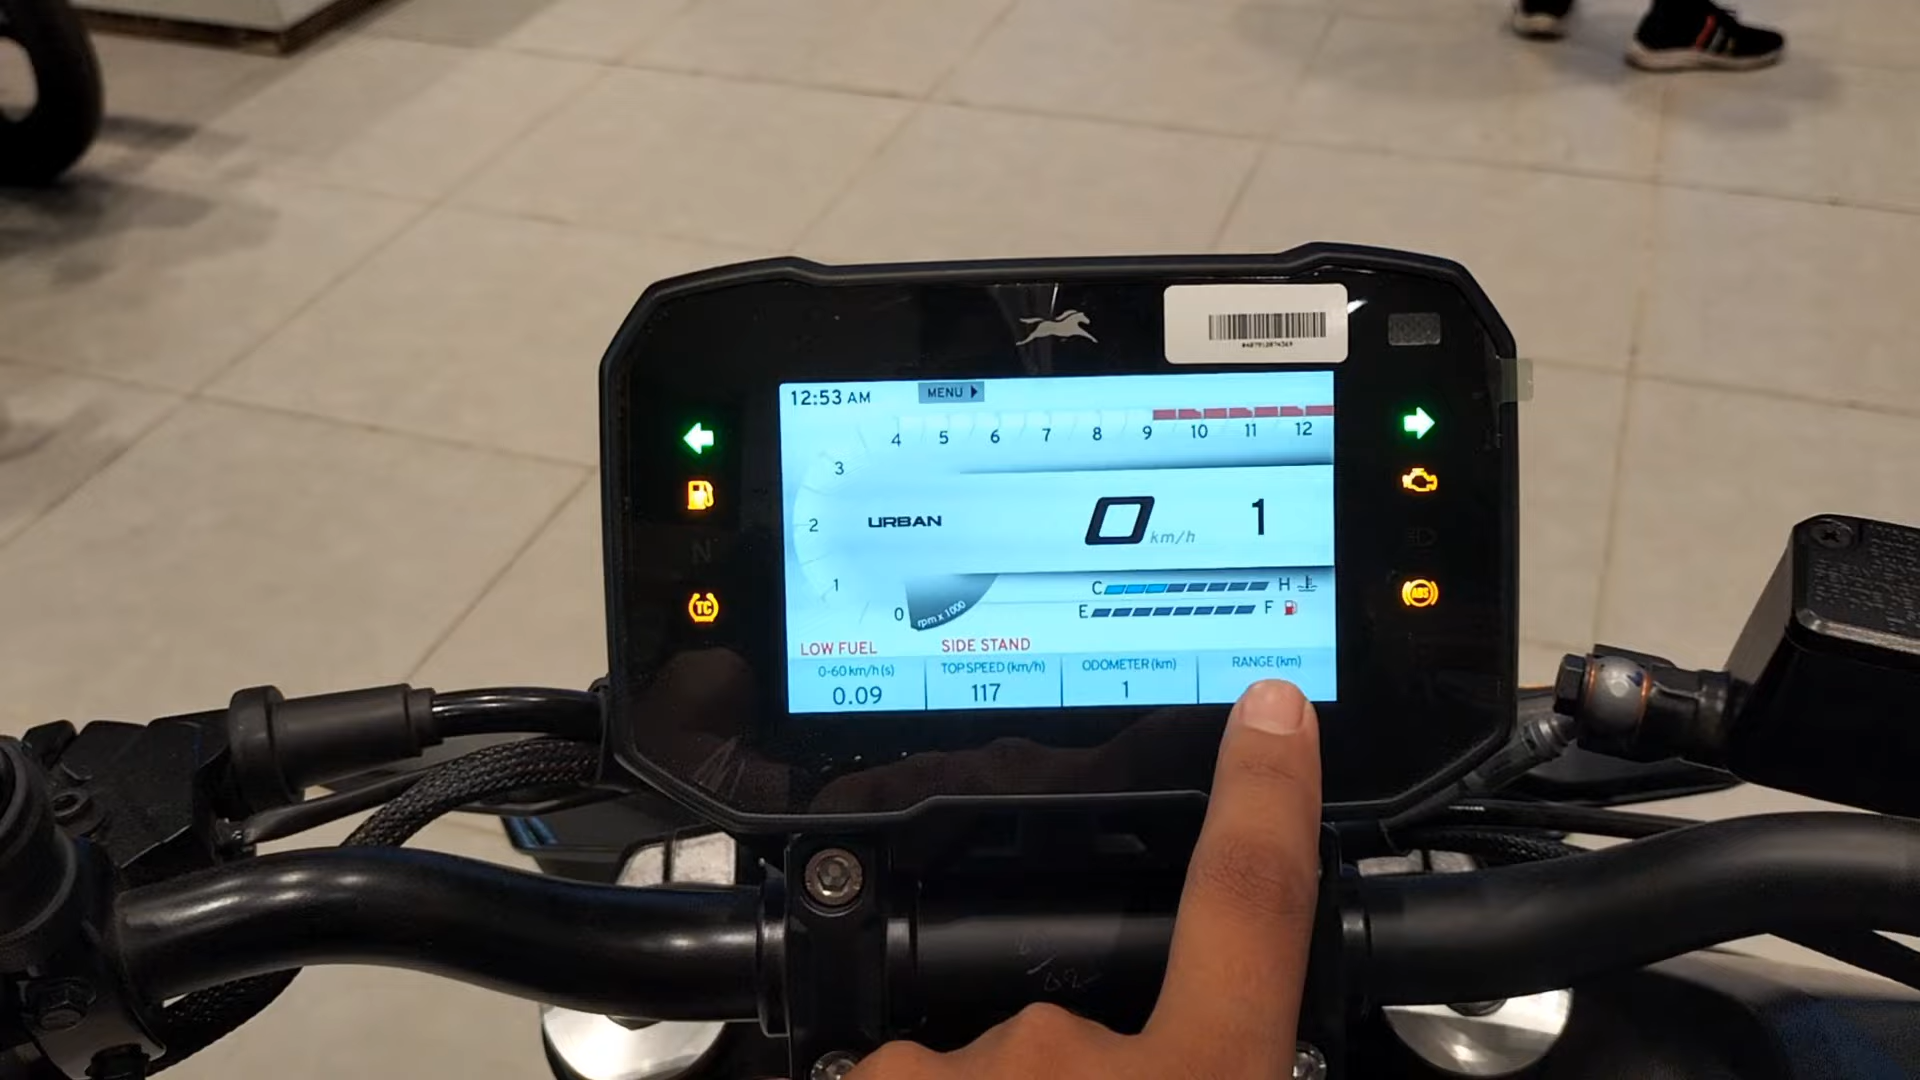 12:53 AM
MENU
4 5 6 7 8 9 10 11 12
3
2 URBAN 0 km/h 1
1
0 rpm x 1000
C H
E F
N
TC
ABS
LOW FUEL SIDE STAND
0-60 km/h (s) TOP SPEED (km/h) ODOMETER (km) RANGE (km)
0.09 117 1